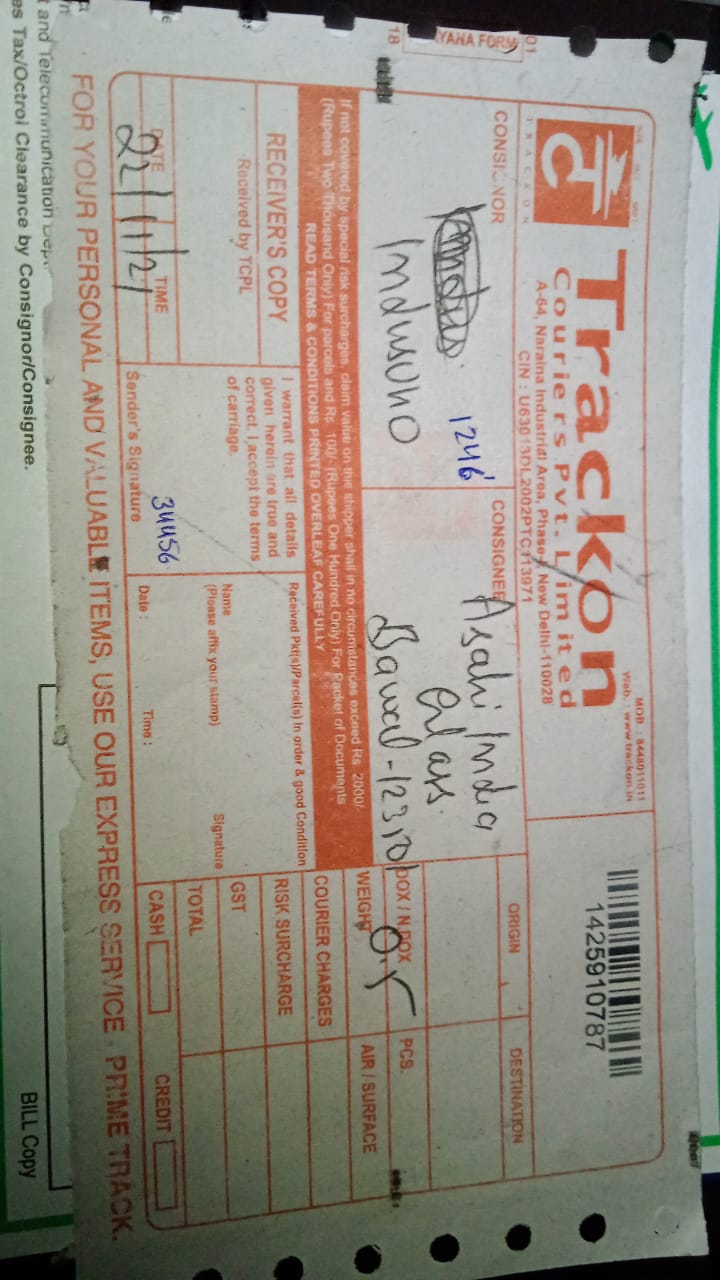 YANA FORM
01
18
TRACKON
Trackon
Couriers Pvt. Limited
A-64, Naraina Industrial Area, Phase-I, New Delhi-110028
CIN : U63013DL2002PTC113971
MOB. : 8448011011
Web. : www.trackon.in
1425910787
CONSIGNOR
1246
Indusuno
CONSIGNEE
Asahi India
Glass
Bawal-123101
ORIGIN
DESTINATION
DOX / N.DOX
PCS.
WEIGHT
AIR / SURFACE
COURIER CHARGES
RISK SURCHARGE
GST
TOTAL
CASH
CREDIT
If not covered by special risk surcharges, claim value on this shipper shall in no circumstances exceed Rs. 2000/-
(Rupees Two Thousand Only) For parcels and Rs. 100/- (Rupees One Hundred Only) For Packet of Documents
READ TERMS & CONDITIONS PRINTED OVERLEAF CAREFULLY
RECEIVER'S COPY
Received by TCPL
DATE
TIME
22/11/21
I warrant that all details
given herein are true and
correct. I accept the terms
of carriage.
34456
Sender's Signature
Received Pkt(s)/Parcel(s) In order & good Condition
Name
(Please affix your stamp)
Signature
Date :
Time :
FOR YOUR PERSONAL AND VALUABLE ITEMS, USE OUR EXPRESS SERVICE - PRIME TRACK.
t and Telecommunication Dept.
es Tax/Octroi Clearance by Consignor/Consignee.
BILL Copy